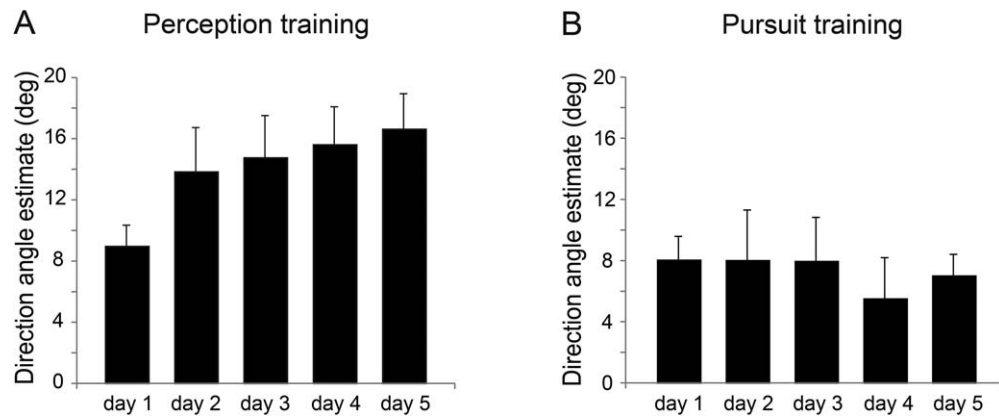 A Perception training
Direction angle estimate (deg)
20
16
12
8
4
0
day 1 day 2 day 3 day 4 day 5
B Pursuit training
Direction angle estimate (deg)
20
16
12
8
4
0
day 1 day 2 day 3 day 4 day 5